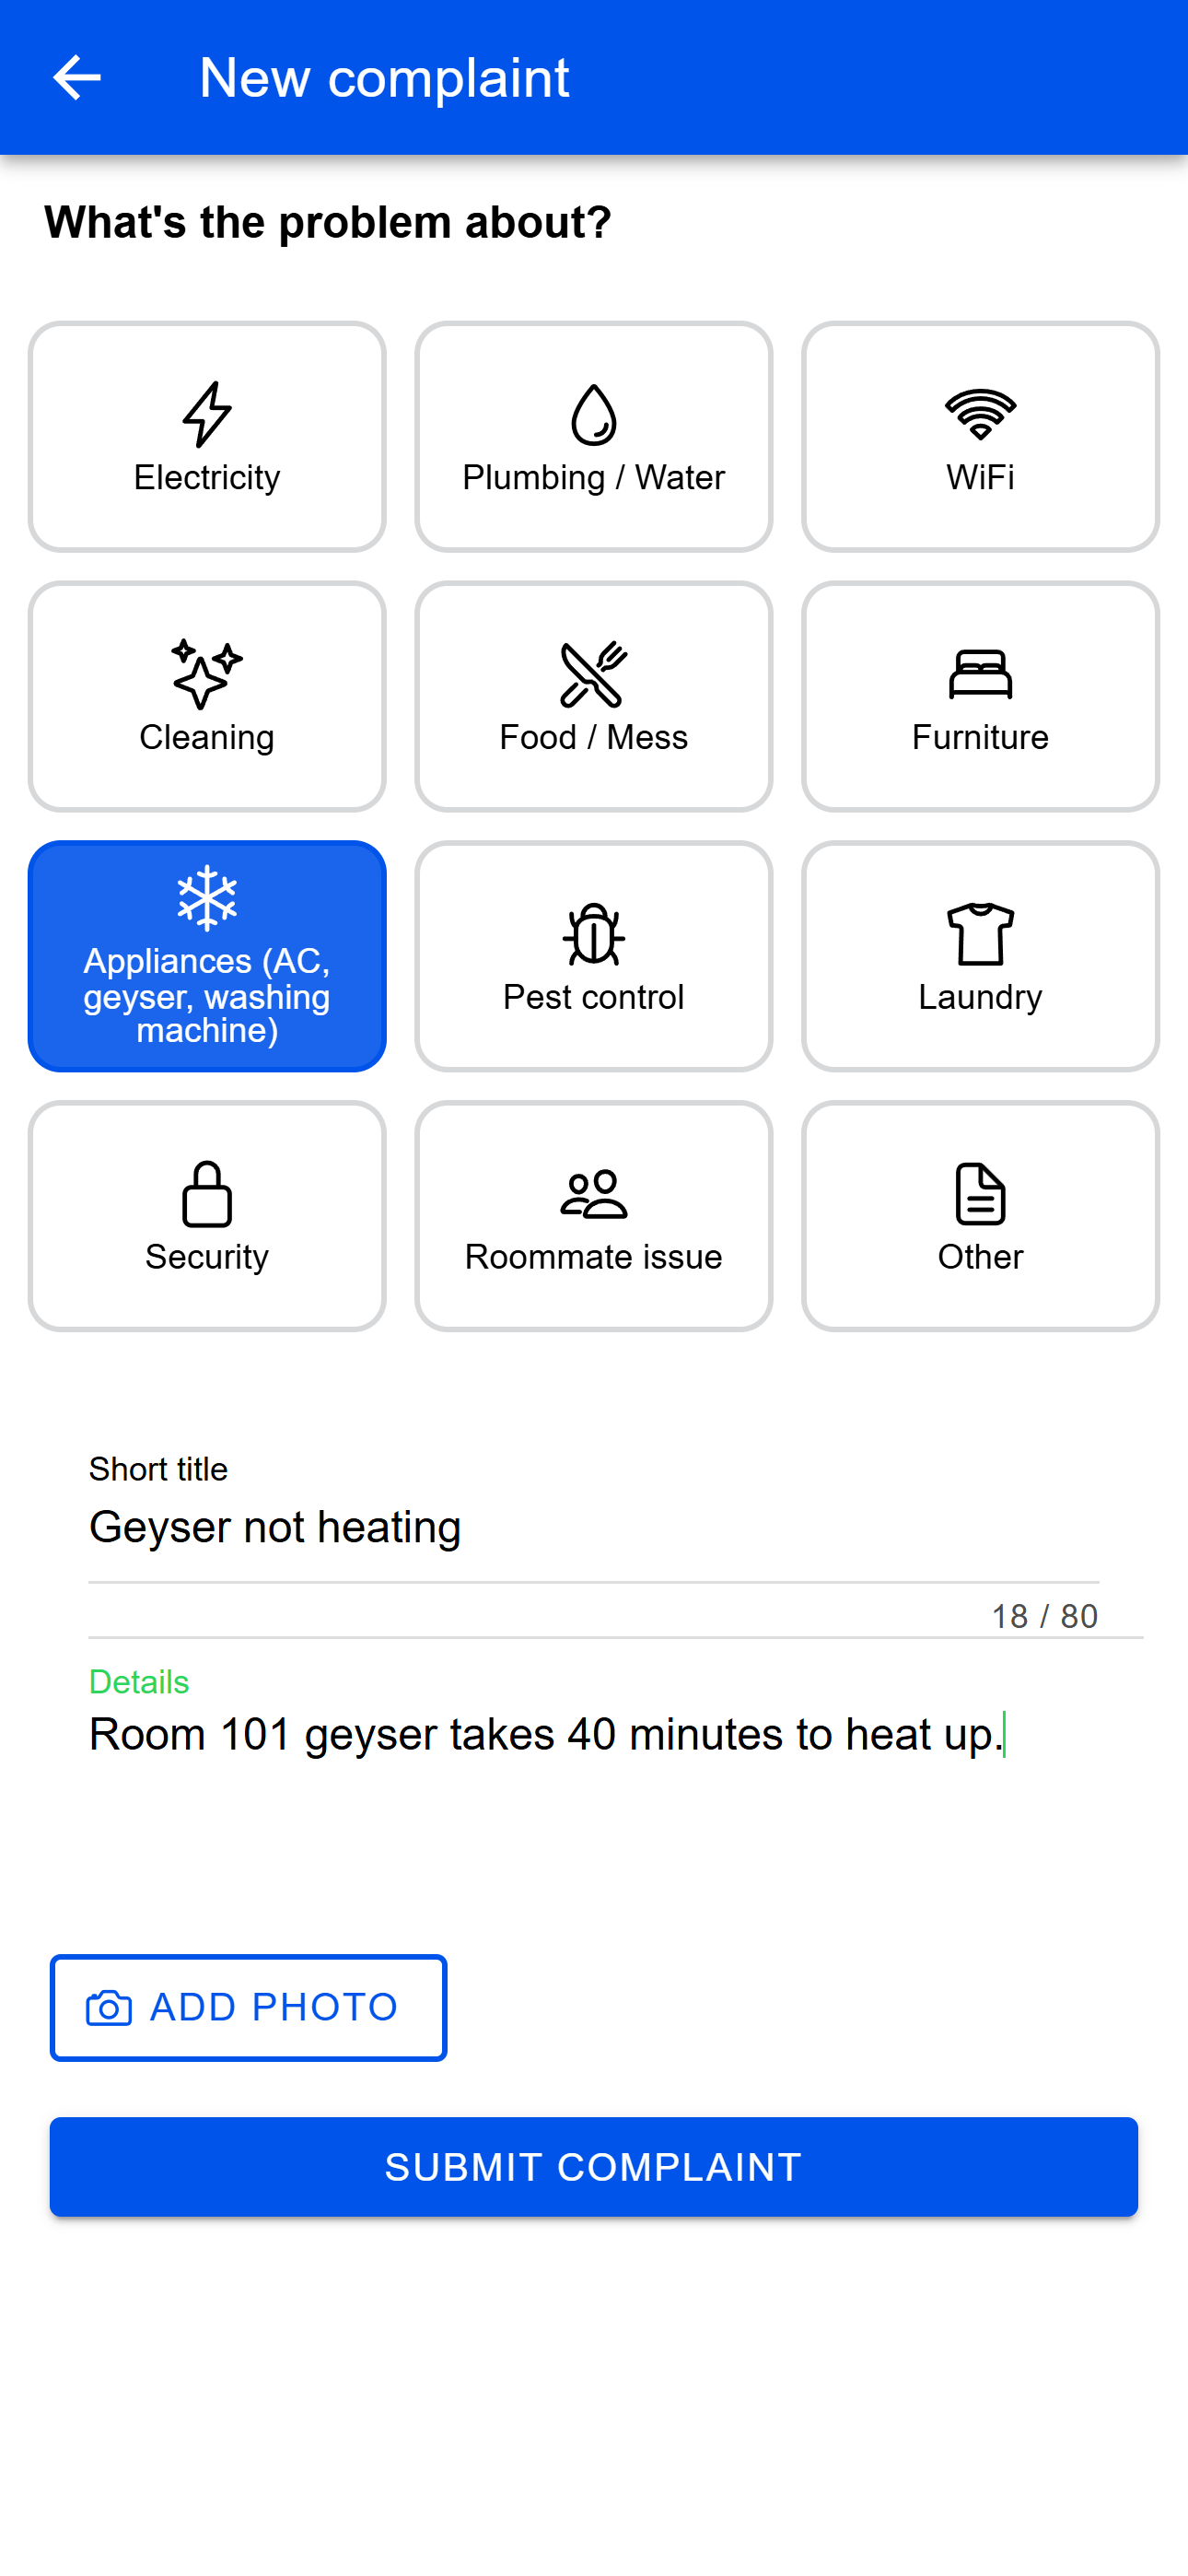 New complaint
What's the problem about?
Electricity
Plumbing / Water
WiFi
Cleaning
Food / Mess
Furniture
Appliances (AC,
geyser, washing
machine)
Pest control
Laundry
Security
Roommate issue
Other
Short title
Geyser not heating
18 / 80
Details
Room 101 geyser takes 40 minutes to heat up.
ADD PHOTO
SUBMIT COMPLAINT